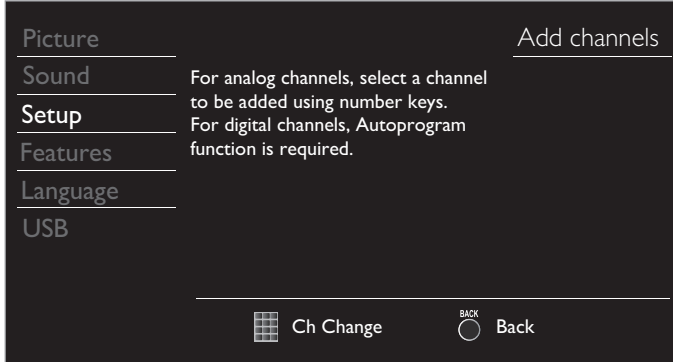 Picture
Sound
Setup
Features
Language
USB
Add channels
For analog channels, select a channel
to be added using number keys.
For digital channels, Autoprogram
function is required.
Ch Change
BACK
Back